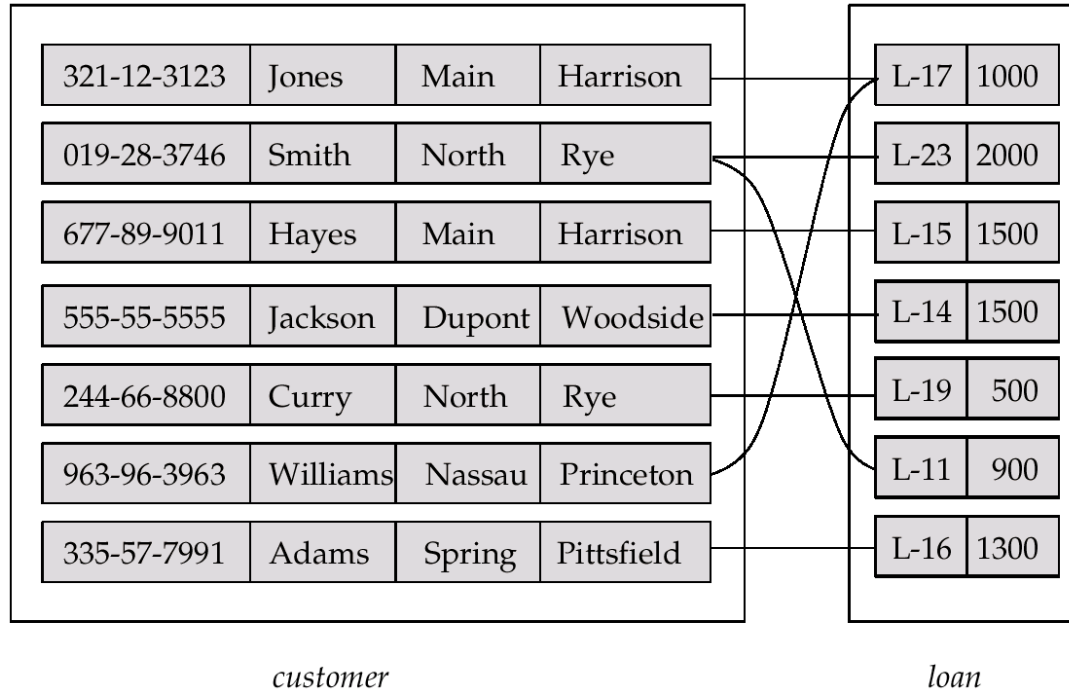 321-12-3123 Jones Main Harrison L-17 1000
019-28-3746 Smith North Rye L-23 2000
677-89-9011 Hayes Main Harrison L-15 1500
555-55-5555 Jackson Dupont Woodside L-14 1500
244-66-8800 Curry North Rye L-19 500
963-96-3963 Williams Nassau Princeton L-11 900
335-57-7991 Adams Spring Pittsfield L-16 1300
customer loan